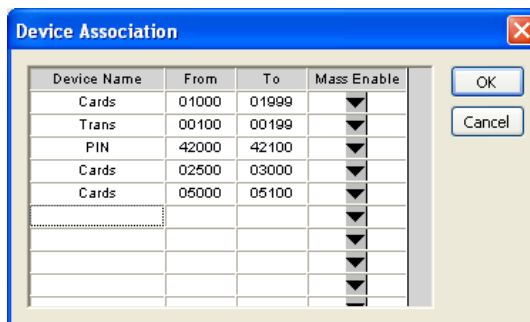 Device Association
Device Name From To Mass Enable
OK
Cards 01000 01999
Trans 00100 00199
Cancel
PIN 42000 42100
Cards 02500 03000
Cards 05000 05100